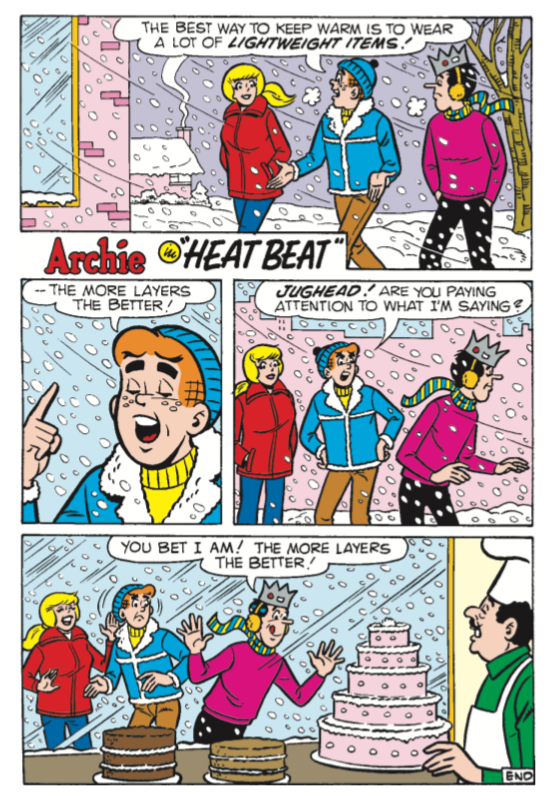 THE BEST WAY TO KEEP WARM IS TO WEAR
A LOT OF LIGHTWEIGHT ITEMS!
Archie in "HEAT BEAT"
-- THE MORE LAYERS
THE BETTER!
JUGHEAD! ARE YOU PAYING
ATTENTION TO WHAT I'M SAYING?
YOU BET I AM! THE MORE LAYERS
THE BETTER!
END